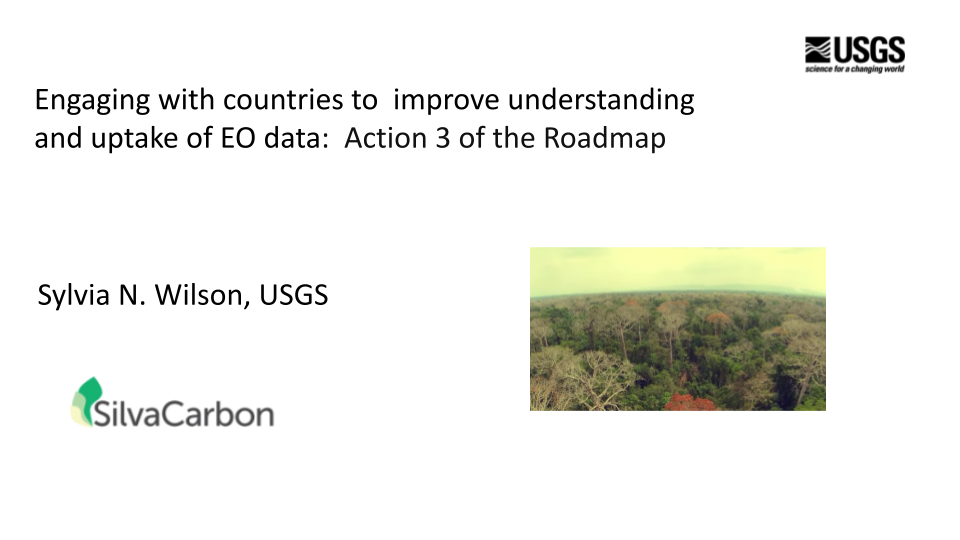 USGS
science for a changing world
Engaging with countries to  improve understanding
and uptake of EO data:  Action 3 of the Roadmap
Sylvia N. Wilson, USGS
SilvaCarbon